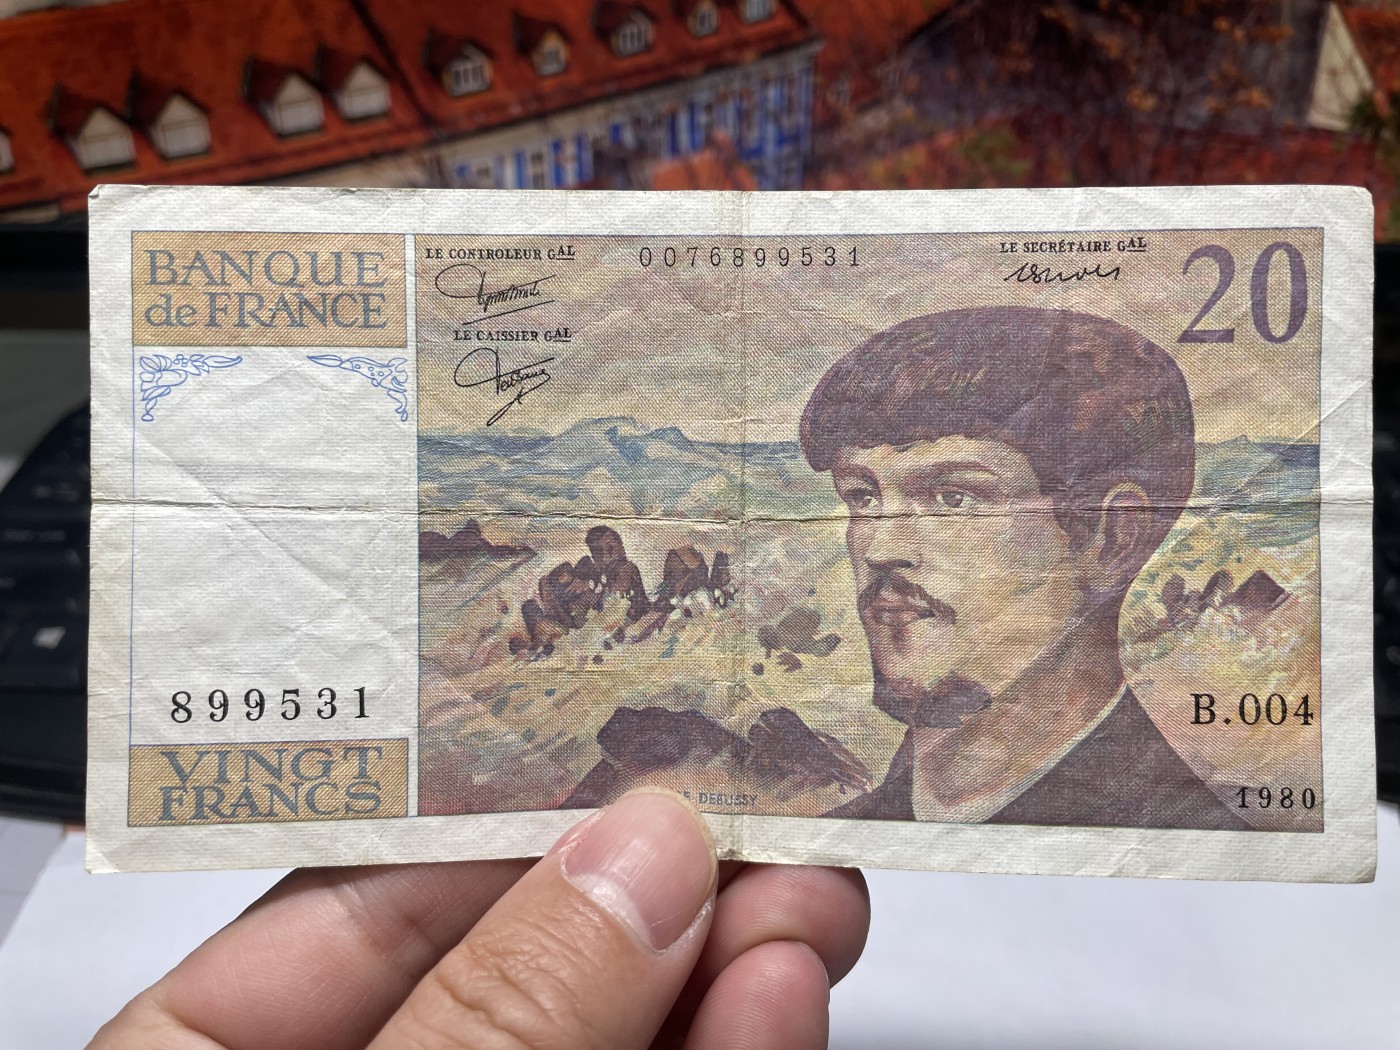 BANQUE
de FRANCE
LE CONTROLEUR GAL
0076899531
LE SECRÉTAIRE GAL
20
LE CAISSIER GAL
899531
B.004
VINGT
FRANCS
DEBUSSY
1980